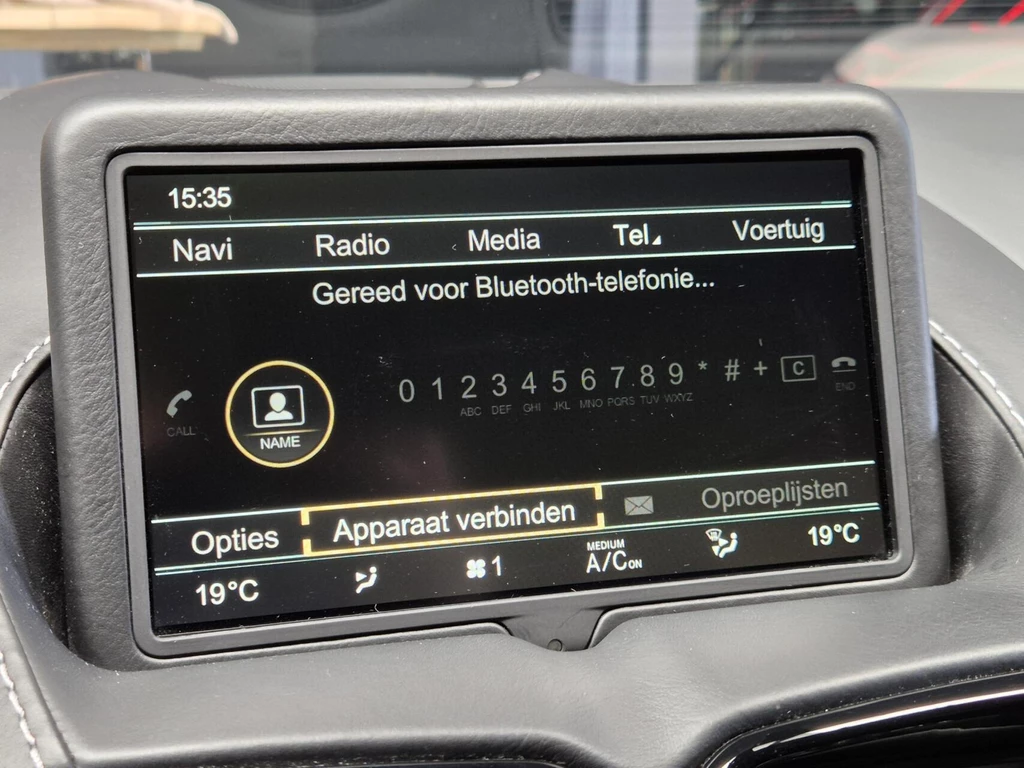 15:35
Navi Radio Media Tel Voertuig
Gereed voor Bluetooth-telefonie...
0 1 2 3 4 5 6 7 8 9 * # + C
ABC DEF GHI JKL MNO PQRS TUV WXYZ
CALL NAME END
Opties Apparaat verbinden Oproeplijsten
19°C 1 MEDIUM A/C ON 19°C